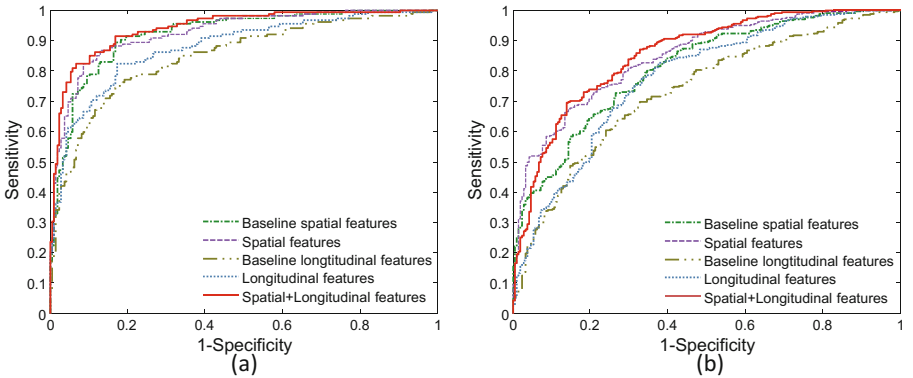 1
0.9
0.8
0.7
0.6
0.5
0.4
0.3
0.2
0.1
0
Sensitivity
Baseline spatial features
Spatial features
Baseline longtitudinal features
Longitudinal features
Spatial+Longitudinal features
0 0.2 0.4 0.6 0.8 1
1-Specificity
(a)
1
0.9
0.8
0.7
0.6
0.5
0.4
0.3
0.2
0.1
0
Sensitivity
Baseline spatial features
Spatial features
Baseline longtitudinal features
Longitudinal features
Spatial+Longitudinal features
0 0.2 0.4 0.6 0.8 1
1-Specificity
(b)